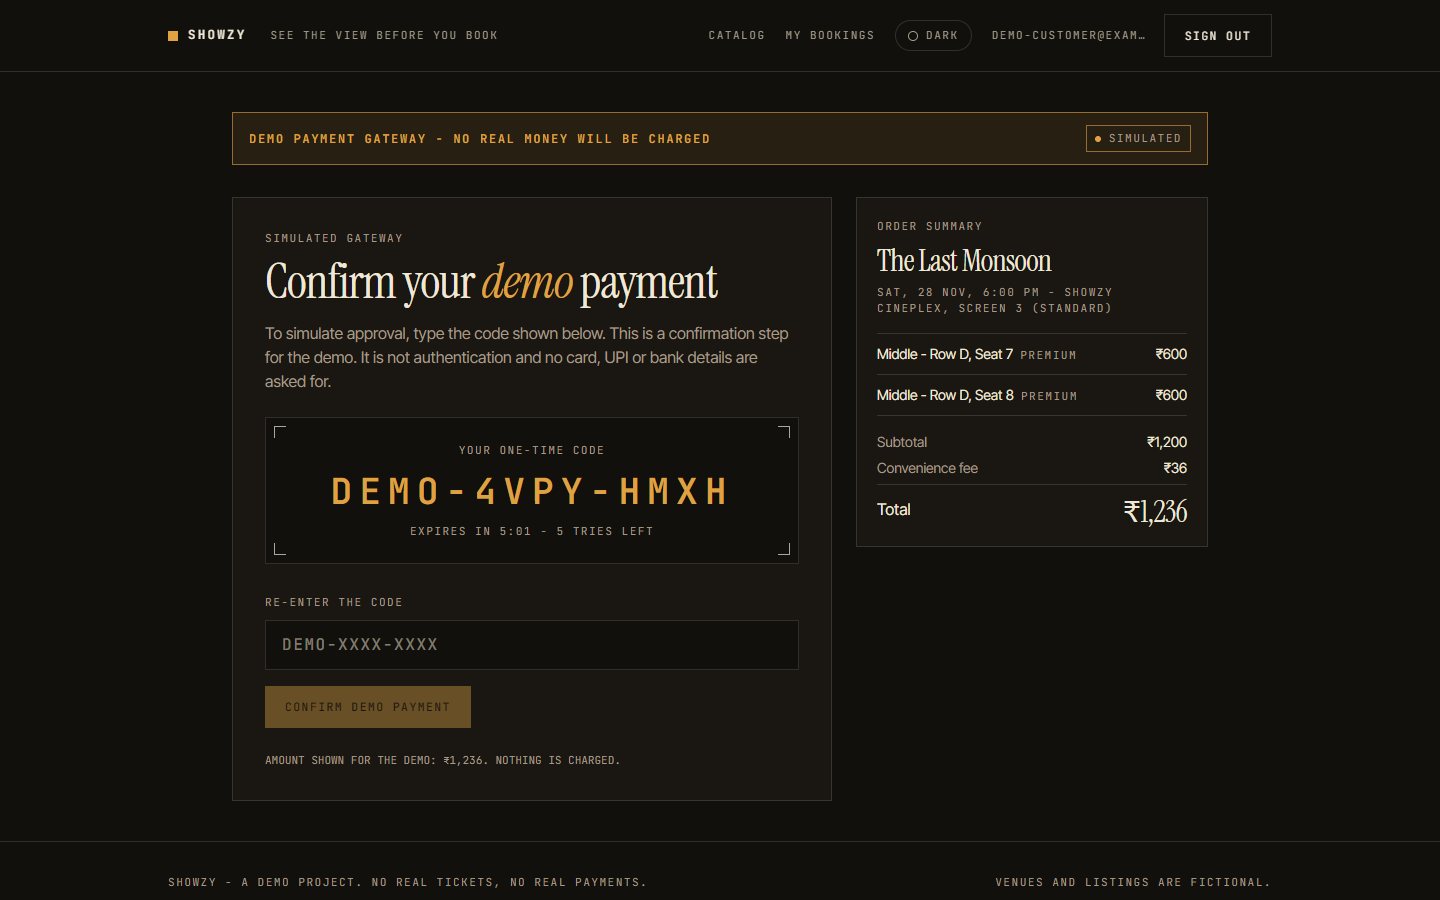 SHOWZY SEE THE VIEW BEFORE YOU BOOK CATALOG MY BOOKINGS DARK DEMO-CUSTOMER@EXAM… SIGN OUT
DEMO PAYMENT GATEWAY - NO REAL MONEY WILL BE CHARGED SIMULATED
SIMULATED GATEWAY
Confirm your demo payment
To simulate approval, type the code shown below. This is a confirmation step
for the demo. It is not authentication and no card, UPI or bank details are
asked for.
YOUR ONE-TIME CODE
DEMO-4VPY-HMXH
EXPIRES IN 5:01 - 5 TRIES LEFT
RE-ENTER THE CODE
DEMO-XXXX-XXXX
CONFIRM DEMO PAYMENT
AMOUNT SHOWN FOR THE DEMO: ₹1,236. NOTHING IS CHARGED.
ORDER SUMMARY
The Last Monsoon
SAT, 28 NOV, 6:00 PM - SHOWZY
CINEPLEX, SCREEN 3 (STANDARD)
Middle - Row D, Seat 7 PREMIUM ₹600
Middle - Row D, Seat 8 PREMIUM ₹600
Subtotal ₹1,200
Convenience fee ₹36
Total ₹1,236
SHOWZY - A DEMO PROJECT. NO REAL TICKETS, NO REAL PAYMENTS. VENUES AND LISTINGS ARE FICTIONAL.